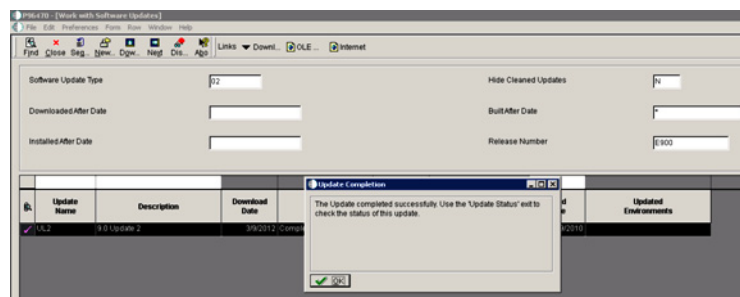 P96470 - [Work with Software Updates]
File Edit Preferences Form Row Window Help
Find Close Seg... New... Dow... Next Dis... Abo Links Downl... OLE ... Internet
Software Update Type 02 Hide Cleaned Updates N
Downloaded After Date Built After Date *
Installed After Date Release Number E900
Update Completion
The Update completed successfully. Use the 'Update Status' exit to
check the status of this update.
OK
Update Name Description Download Date Updated Environments
UL2 9.0 Update 2 3/9/2012 Comple 9/2010